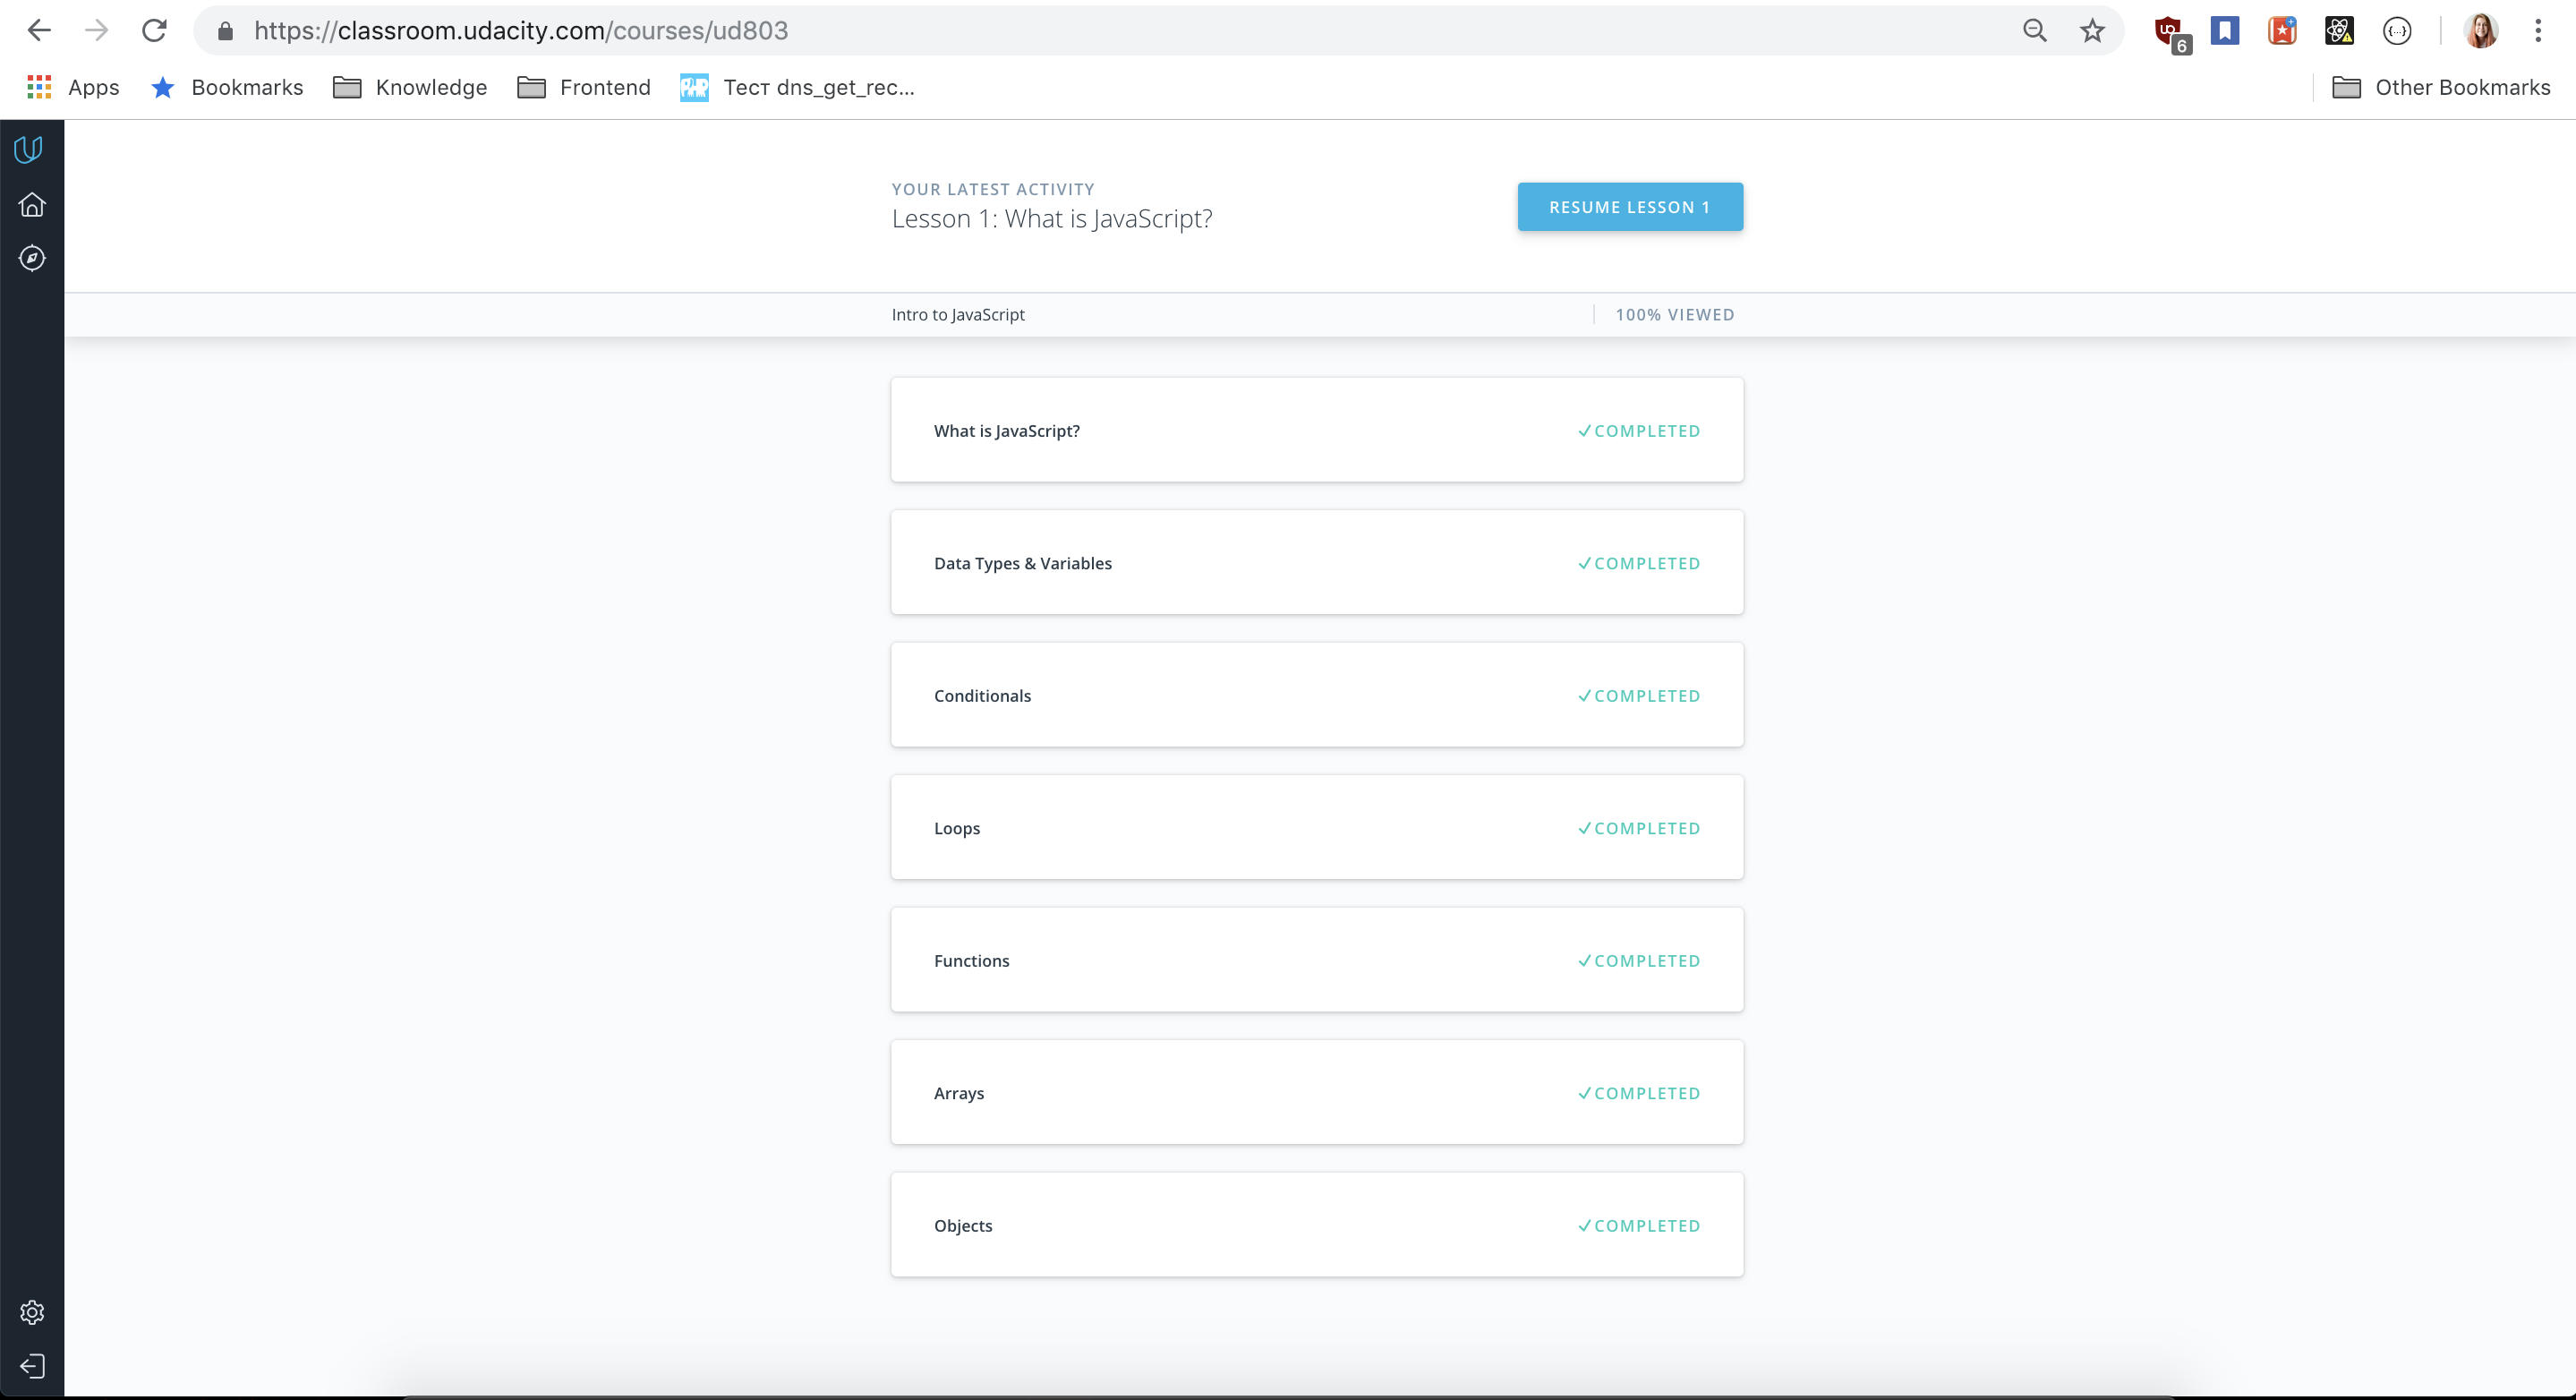 https://classroom.udacity.com/courses/ud803
6
Apps Bookmarks Knowledge Frontend Тест dns_get_rec... Other Bookmarks
YOUR LATEST ACTIVITY
Lesson 1: What is JavaScript?
RESUME LESSON 1
Intro to JavaScript 100% VIEWED
What is JavaScript? ✓COMPLETED
Data Types & Variables ✓COMPLETED
Conditionals ✓COMPLETED
Loops ✓COMPLETED
Functions ✓COMPLETED
Arrays ✓COMPLETED
Objects ✓COMPLETED